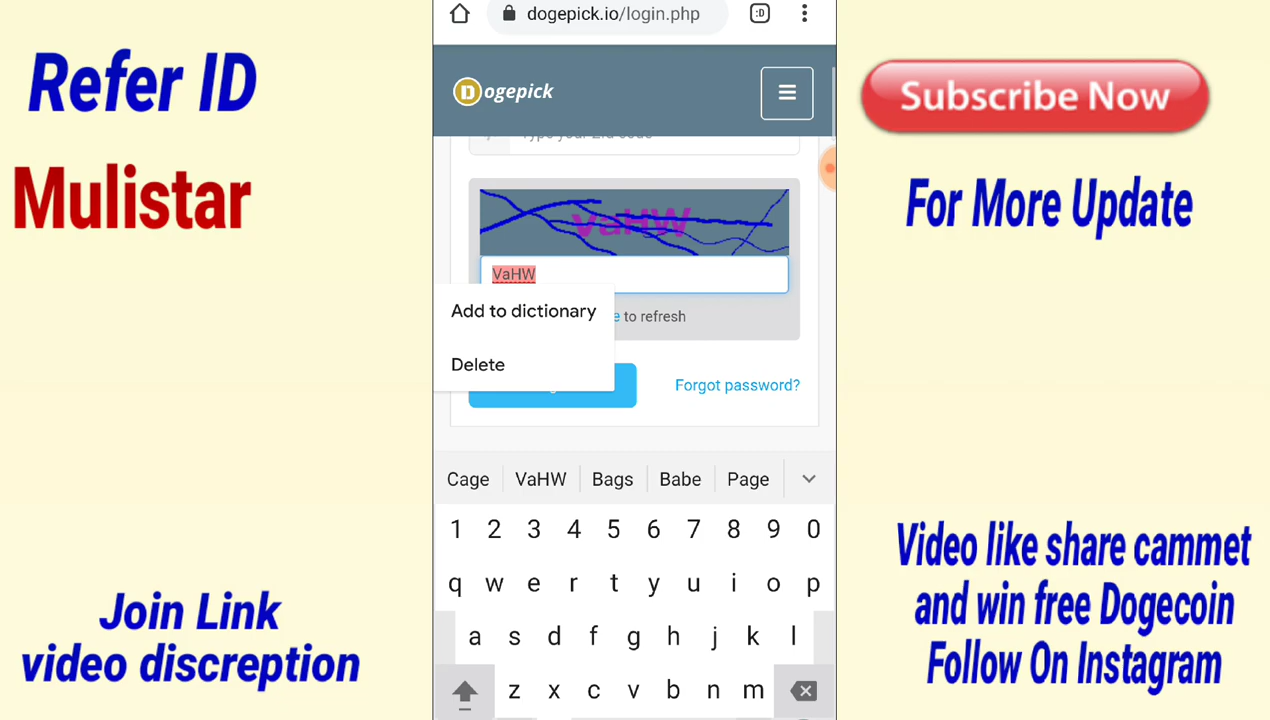 Refer ID
Mulistar
Join Link
video discreption
dogepick.io/login.php
:D
Dogepick
vaHW
VaHW
to refresh
Add to dictionary
Delete
Forgot password?
Cage VaHW Bags Babe Page
1 2 3 4 5 6 7 8 9 0
q w e r t y u i o p
a s d f g h j k l
z x c v b n m
Subscribe Now
For More Update
Video like share cammet
and win free Dogecoin
Follow On Instagram